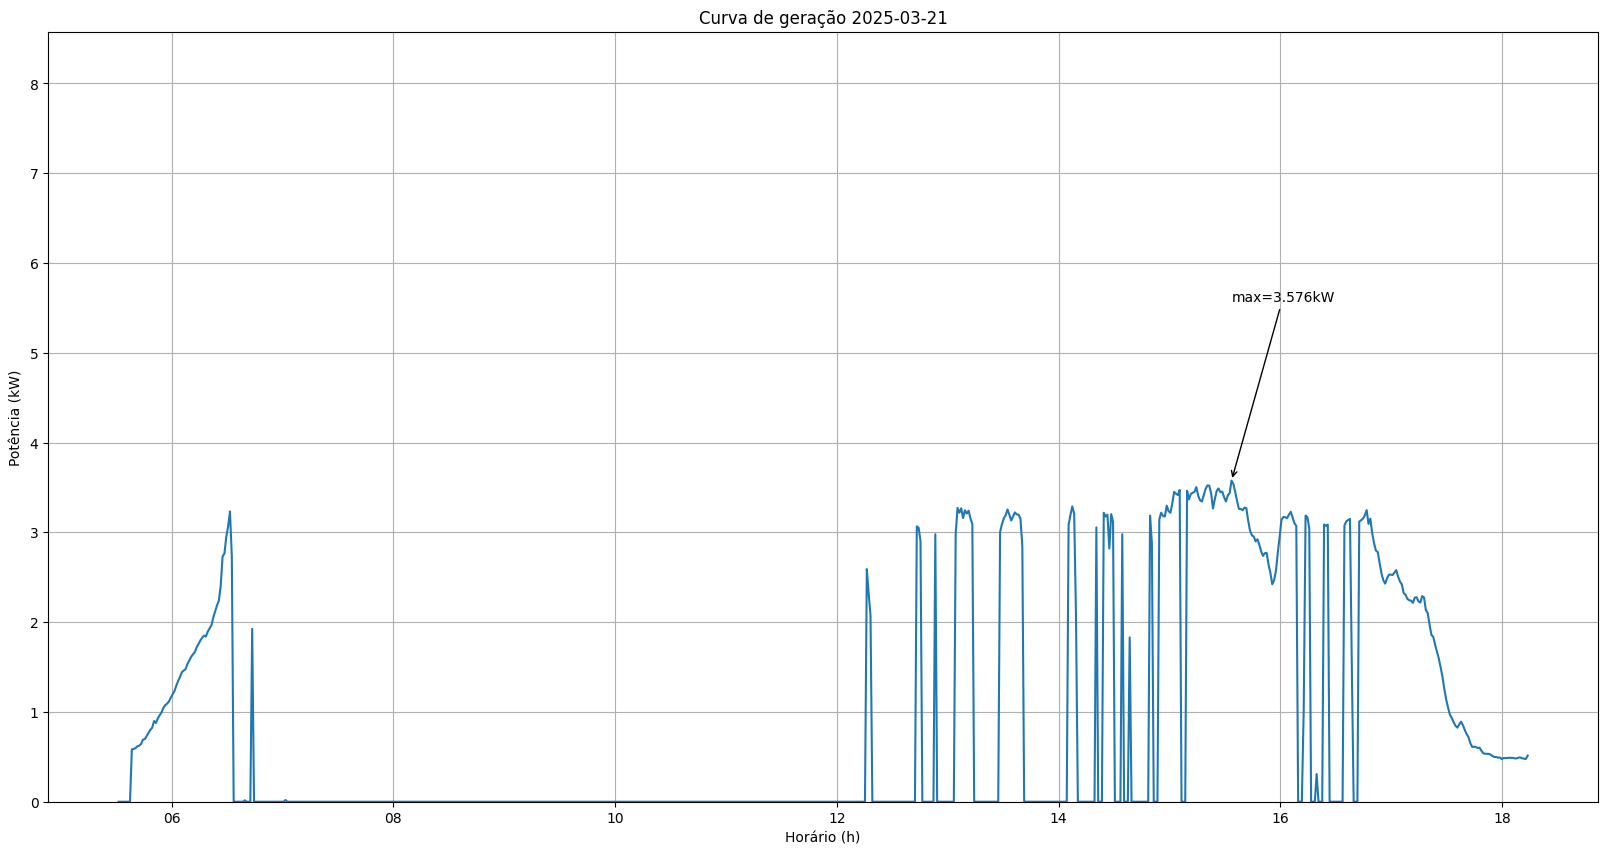 Curva de geração 2025-03-21
8
7
6
max=3.576kW
5
4
3
2
1
0
Potência (kW)
06 08 10 12 14 16 18
Horário (h)